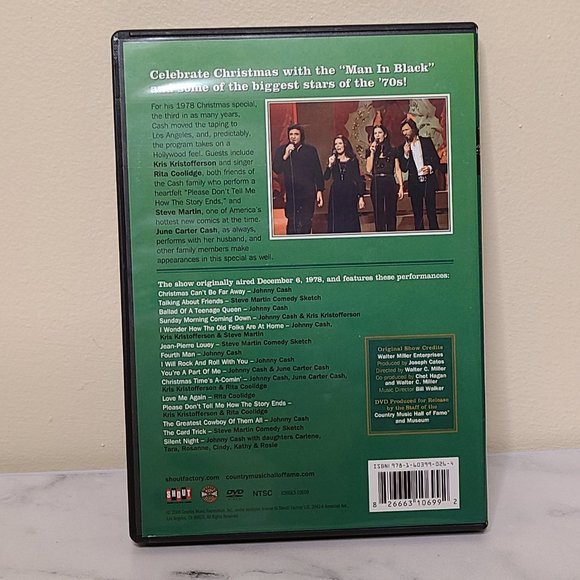 Celebrate Christmas with the “Man In Black”
and some of the biggest stars of the ’70s!
For his 1978 Christmas special,
the third in as many years,
Cash moved the taping to
Los Angeles, and, predictably,
the program takes on a
Hollywood feel. Guests include
Kris Kristofferson and singer
Rita Coolidge, both friends of
the Cash family who perform a
heartfelt “Please Don’t Tell Me
How The Story Ends,” and
Steve Martin, one of America’s
hottest new comics at the time.
June Carter Cash, as always,
performs with her husband, and
other family members make
appearances in this special as well.
The show originally aired December 6, 1978, and features these performances:
Christmas Can’t Be Far Away – Johnny Cash
Talking About Friends – Steve Martin Comedy Sketch
Ballad Of A Teenage Queen – Johnny Cash
Sunday Morning Coming Down – Johnny Cash & Kris Kristofferson
I Wonder How The Old Folks Are At Home – Johnny Cash,
Kris Kristofferson & Steve Martin
Jean-Pierre Louey – Steve Martin Comedy Sketch
Fourth Man – Johnny Cash
I Will Rock And Roll With You – Johnny Cash
You’re A Part Of Me – Johnny Cash & June Carter Cash
Christmas Time’s A-Comin’ – Johnny Cash, June Carter Cash,
Kris Kristofferson & Rita Coolidge
Love Me Again – Rita Coolidge
Please Don’t Tell Me How The Story Ends –
Kris Kristofferson & Rita Coolidge
The Greatest Cowboy Of Them All – Johnny Cash
The Card Trick – Steve Martin Comedy Sketch
Silent Night – Johnny Cash with daughters Carlene,
Tara, Rosanne, Cindy, Kathy & Rosie
Original Show Credits
Walter Miller Enterprises
Produced by Joseph Cates
Directed by Walter C. Miller
Co-produced by Chet Hagan
and Walter C. Miller
Music Director Bill Walker
DVD Produced for Release
by the Staff of the
Country Music Hall of Fame®
and Museum
shoutfactory.com countrymusichalloffame.com
SHOUT
DVD
NTSC
ISBN 978-1-60399-026-4
8 26663 10699 2